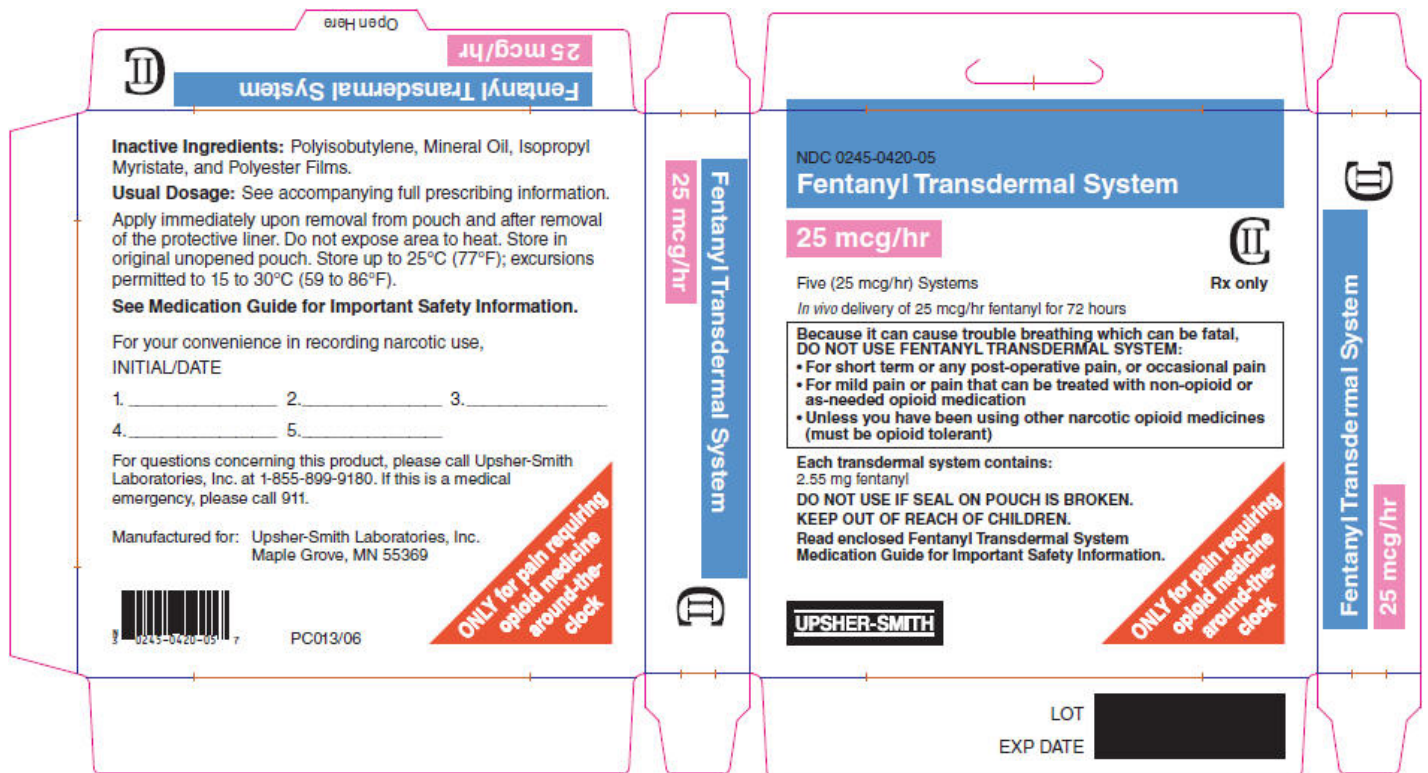 Open Here
25 mcg/hr
CII
Fentanyl Transdermal System
Inactive Ingredients: Polyisobutylene, Mineral Oil, Isopropyl
Myristate, and Polyester Films.
Usual Dosage: See accompanying full prescribing information.
Apply immediately upon removal from pouch and after removal
of the protective liner. Do not expose area to heat. Store in
original unopened pouch. Store up to 25°C (77°F); excursions
permitted to 15 to 30°C (59 to 86°F).
See Medication Guide for Important Safety Information.
For your convenience in recording narcotic use,
INITIAL/DATE
1. ________________ 2. ________________ 3. ________________
4. ________________ 5. ________________
For questions concerning this product, please call Upsher-Smith
Laboratories, Inc. at 1-855-899-9180. If this is a medical
emergency, please call 911.
Manufactured for: Upsher-Smith Laboratories, Inc.
Maple Grove, MN 55369
N
3 0245-0420-05 7
PC013/06
ONLY for pain requiring
opioid medicine
around-the-
clock
Fentanyl Transdermal System
25 mcg/hr
CII
NDC 0245-0420-05
Fentanyl Transdermal System
25 mcg/hr
CII
Five (25 mcg/hr) Systems
Rx only
In vivo delivery of 25 mcg/hr fentanyl for 72 hours
Because it can cause trouble breathing which can be fatal,
DO NOT USE FENTANYL TRANSDERMAL SYSTEM:
• For short term or any post-operative pain, or occasional pain
• For mild pain or pain that can be treated with non-opioid or
as-needed opioid medication
• Unless you have been using other narcotic opioid medicines
(must be opioid tolerant)
Each transdermal system contains:
2.55 mg fentanyl
DO NOT USE IF SEAL ON POUCH IS BROKEN.
KEEP OUT OF REACH OF CHILDREN.
Read enclosed Fentanyl Transdermal System
Medication Guide for Important Safety Information.
UPSHER-SMITH
ONLY for pain requiring
opioid medicine
around-the-
clock
LOT
EXP DATE
CII
Fentanyl Transdermal System
25 mcg/hr